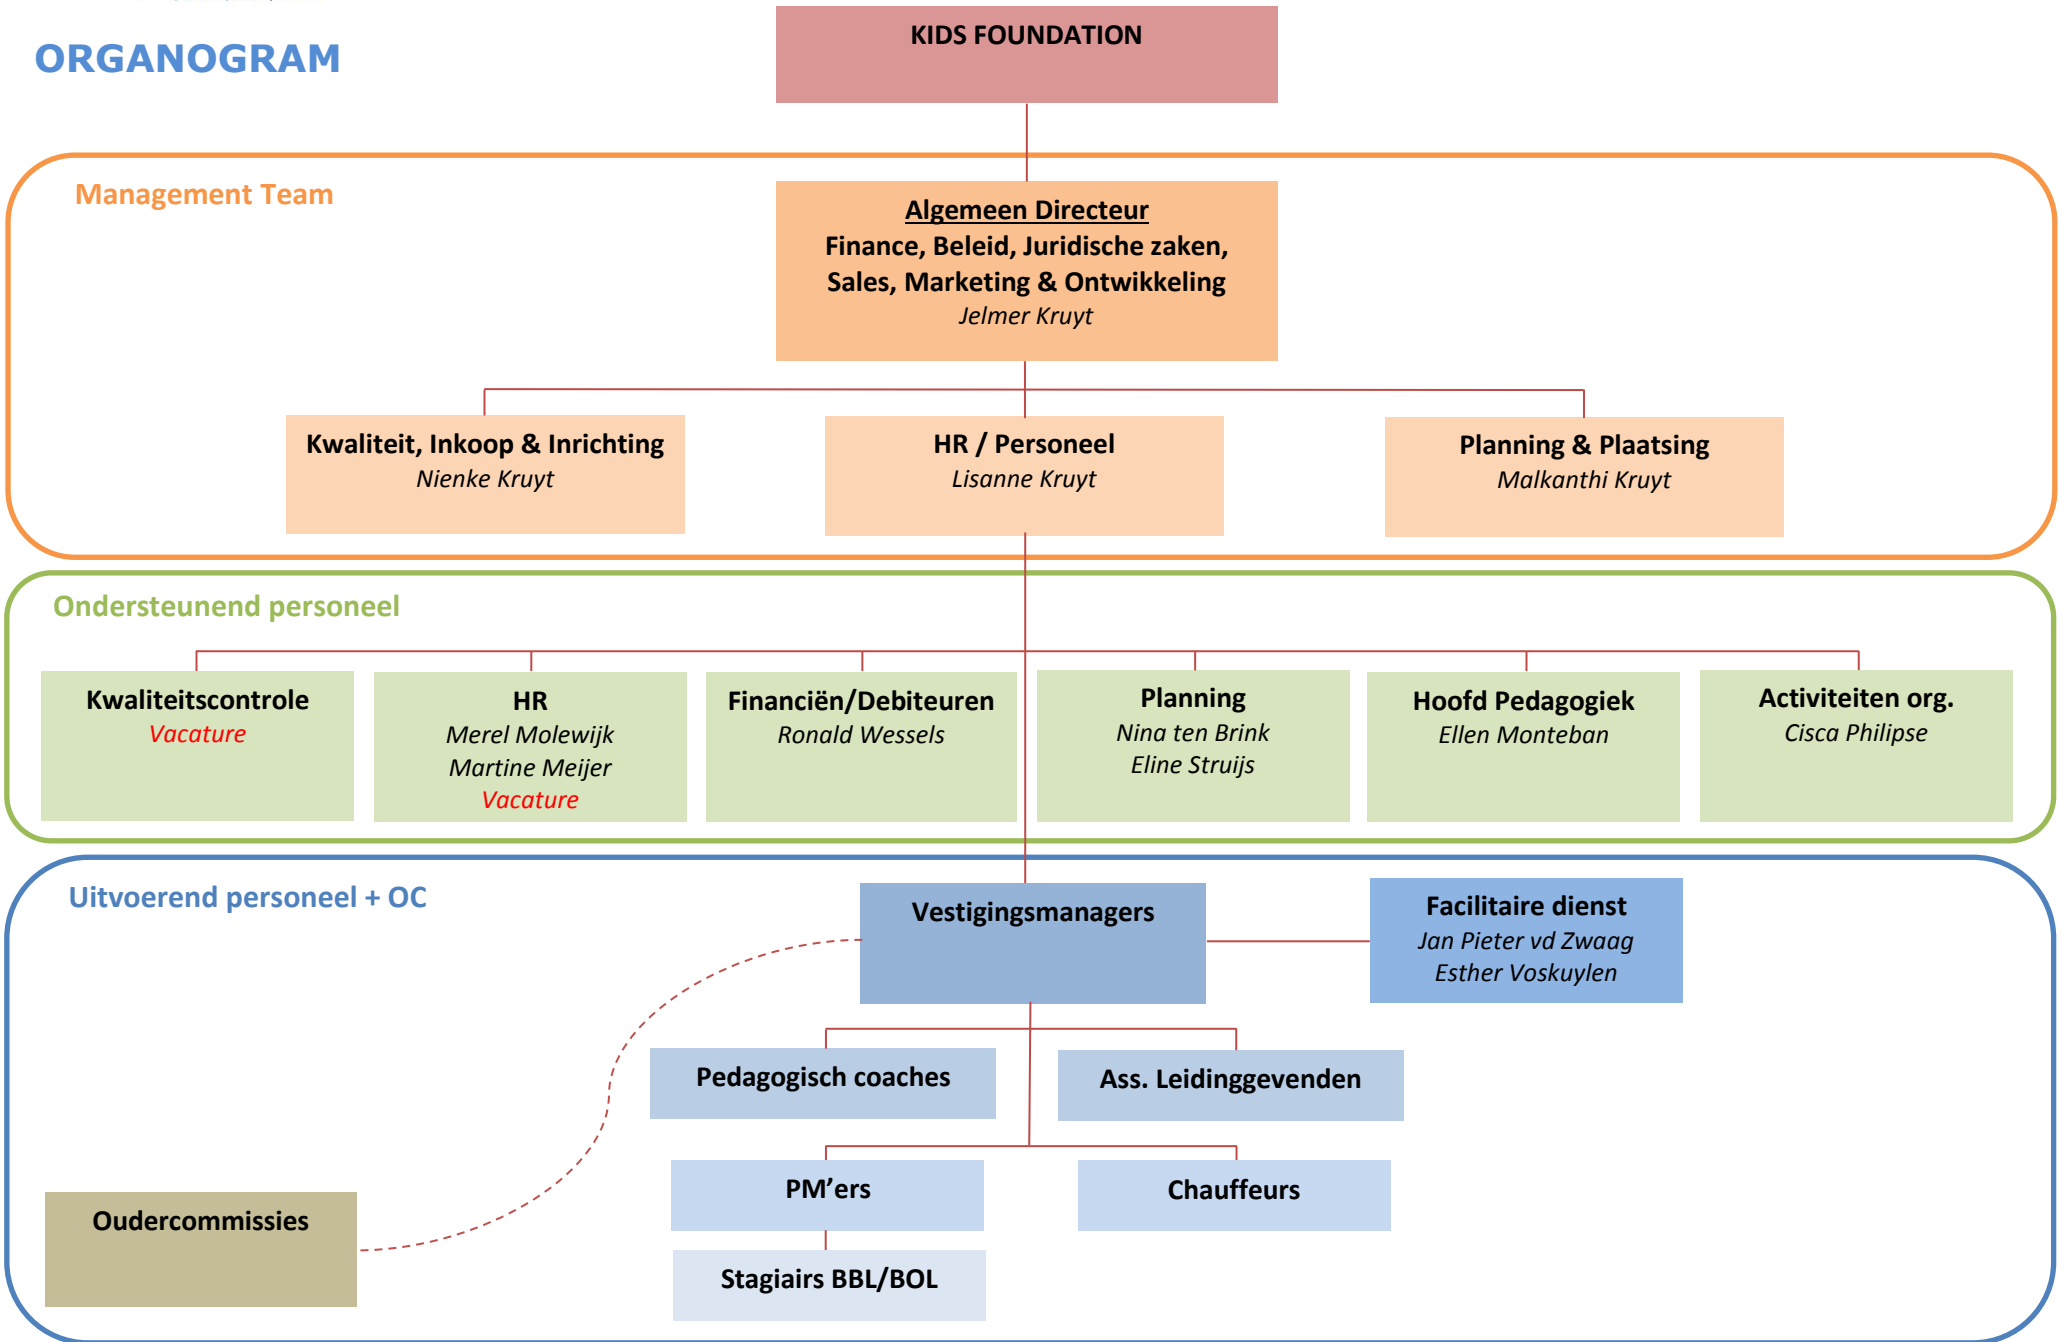 ORGANOGRAM
KIDS FOUNDATION
Management Team
Algemeen Directeur
Finance, Beleid, Juridische zaken,
Sales, Marketing & Ontwikkeling
Jelmer Kruyt
Kwaliteit, Inkoop & Inrichting
Nienke Kruyt
HR / Personeel
Lisanne Kruyt
Planning & Plaatsing
Malkanthi Kruyt
Ondersteunend personeel
Kwaliteitscontrole
Vacature
HR
Merel Molewijk
Martine Meijer
Vacature
Financiën/Debiteuren
Ronald Wessels
Planning
Nina ten Brink
Eline Struijs
Hoofd Pedagogiek
Ellen Monteban
Activiteiten org.
Cisca Philipse
Uitvoerend personeel + OC
Vestigingsmanagers
Facilitaire dienst
Jan Pieter vd Zwaag
Esther Voskuylen
Pedagogisch coaches
Ass. Leidinggevenden
PM’ers
Chauffeurs
Oudercommissies
Stagiairs BBL/BOL